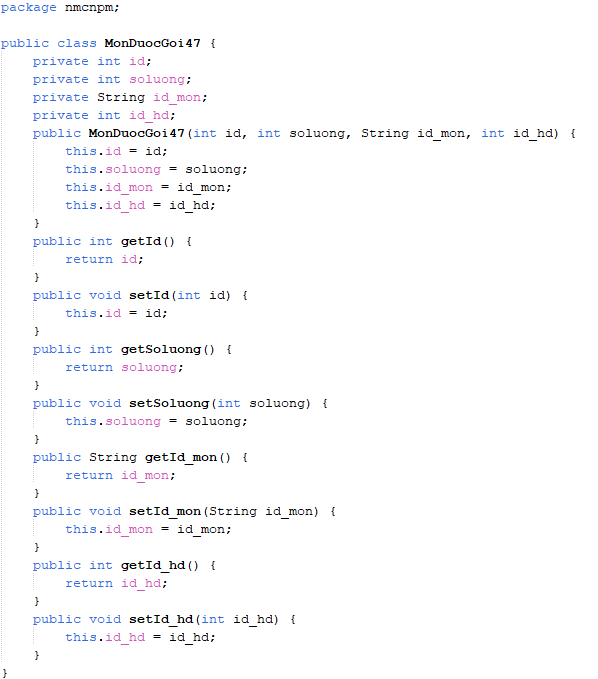 package nmcnpm;
public class MonDuocGoi47 {
    private int id;
    private int soluong;
    private String id_mon;
    private int id_hd;
    public MonDuocGoi47(int id, int soluong, String id_mon, int id_hd) {
        this.id = id;
        this.soluong = soluong;
        this.id_mon = id_mon;
        this.id_hd = id_hd;
    }
    public int getId() {
        return id;
    }
    public void setId(int id) {
        this.id = id;
    }
    public int getSoluong() {
        return soluong;
    }
    public void setSoluong(int soluong) {
        this.soluong = soluong;
    }
    public String getId_mon() {
        return id_mon;
    }
    public void setId_mon(String id_mon) {
        this.id_mon = id_mon;
    }
    public int getId_hd() {
        return id_hd;
    }
    public void setId_hd(int id_hd) {
        this.id_hd = id_hd;
    }
}